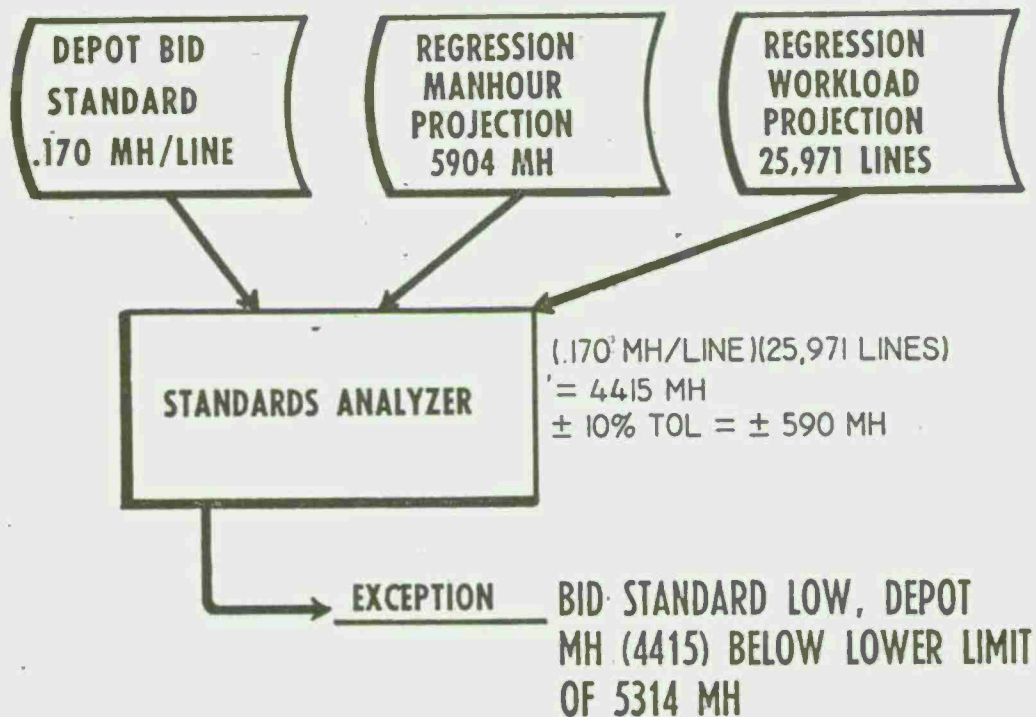 DEPOT BID
STANDARD
.170 MH/LINE
REGRESSION
MANHOUR
PROJECTION
5904 MH
REGRESSION
WORKLOAD
PROJECTION
25,971 LINES
STANDARDS ANALYZER
(.170 MH/LINE)(25,971 LINES)
= 4415 MH
± 10% TOL = ± 590 MH
EXCEPTION
BID STANDARD LOW, DEPOT
MH (4415) BELOW LOWER LIMIT
OF 5314 MH